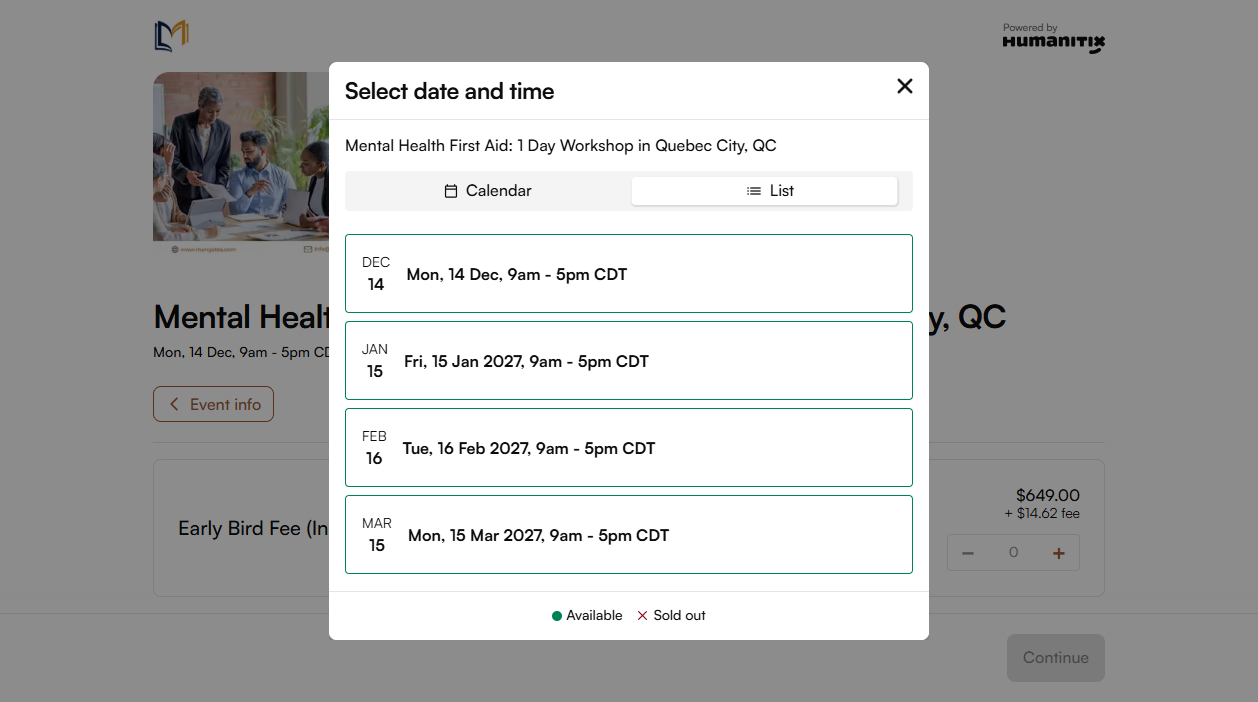 Powered by
HUMANITIX
Select date and time
Mental Health First Aid: 1 Day Workshop in Quebec City, QC
Calendar
List
DEC
14
Mon, 14 Dec, 9am - 5pm CDT
JAN
15
Fri, 15 Jan 2027, 9am - 5pm CDT
FEB
16
Tue, 16 Feb 2027, 9am - 5pm CDT
MAR
15
Mon, 15 Mar 2027, 9am - 5pm CDT
Available
Sold out
Mental Healt
y, QC
Mon, 14 Dec, 9am - 5pm CD
Event info
Early Bird Fee (In
$649.00
+ $14.62 fee
0
Continue